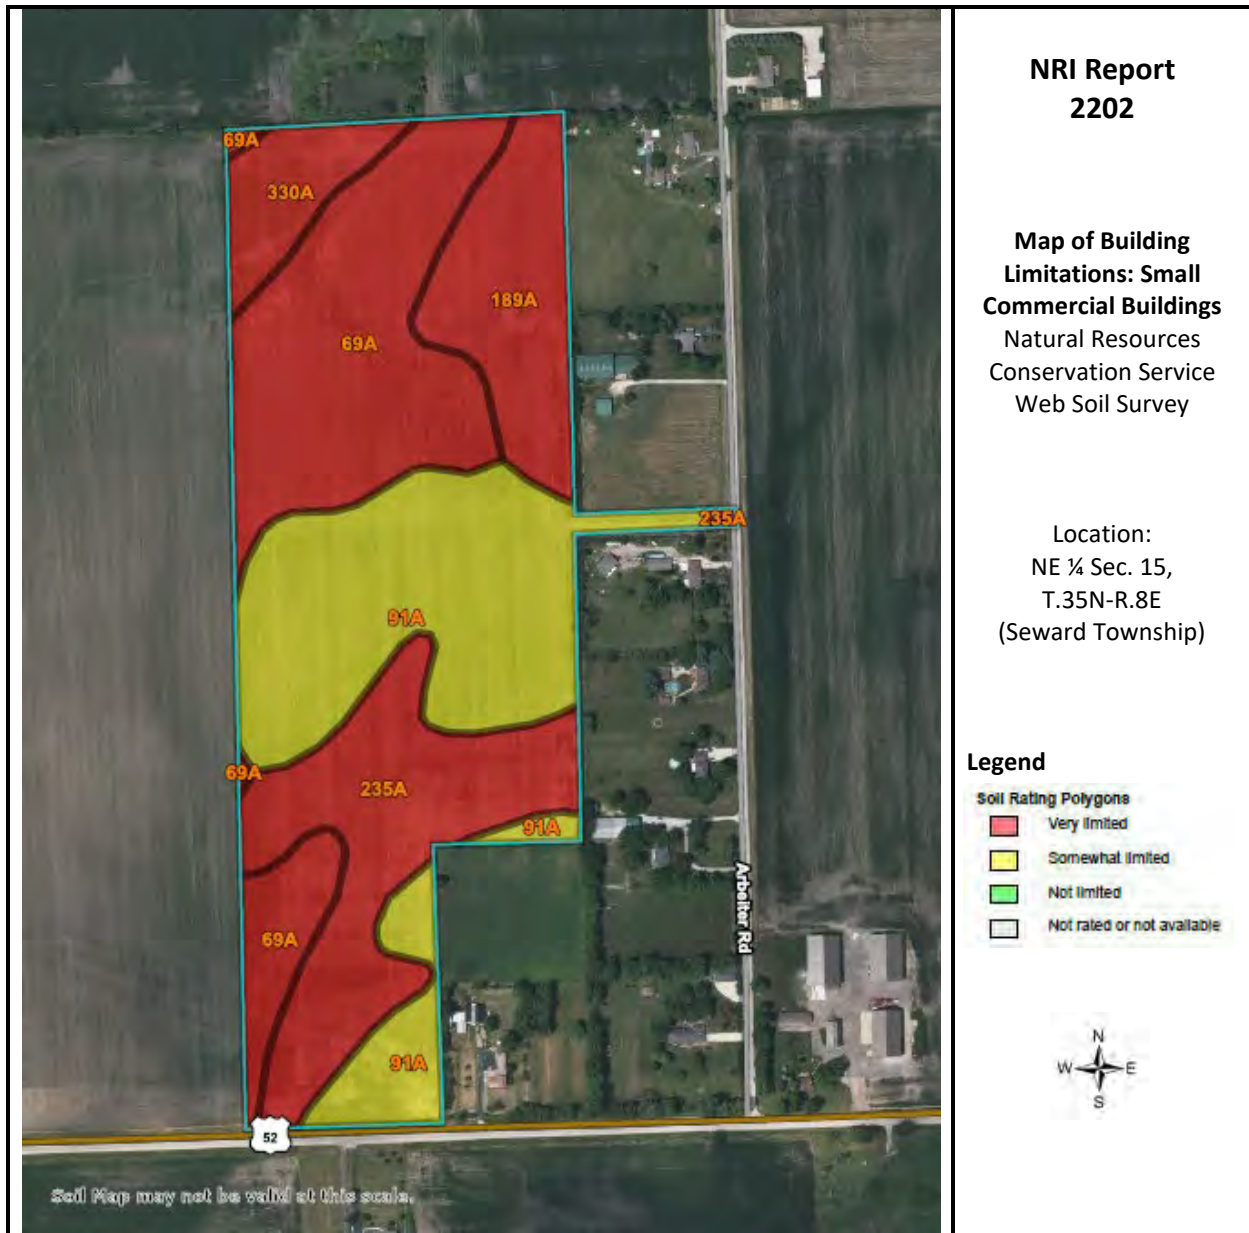 NRI Report
2202
Map of Building
Limitations: Small
Commercial Buildings
Natural Resources
Conservation Service
Web Soil Survey
Location:
NE ¼ Sec. 15,
T.35N-R.8E
(Seward Township)
Legend
Soil Rating Polygons
Very limited
Somewhat limited
Not limited
Not rated or not available
N
W E
S
69A
330A
189A
69A
235A
91A
69A
235A
91A
69A
91A
Arbeiter Rd
52
Soil Map may not be valid at this scale.